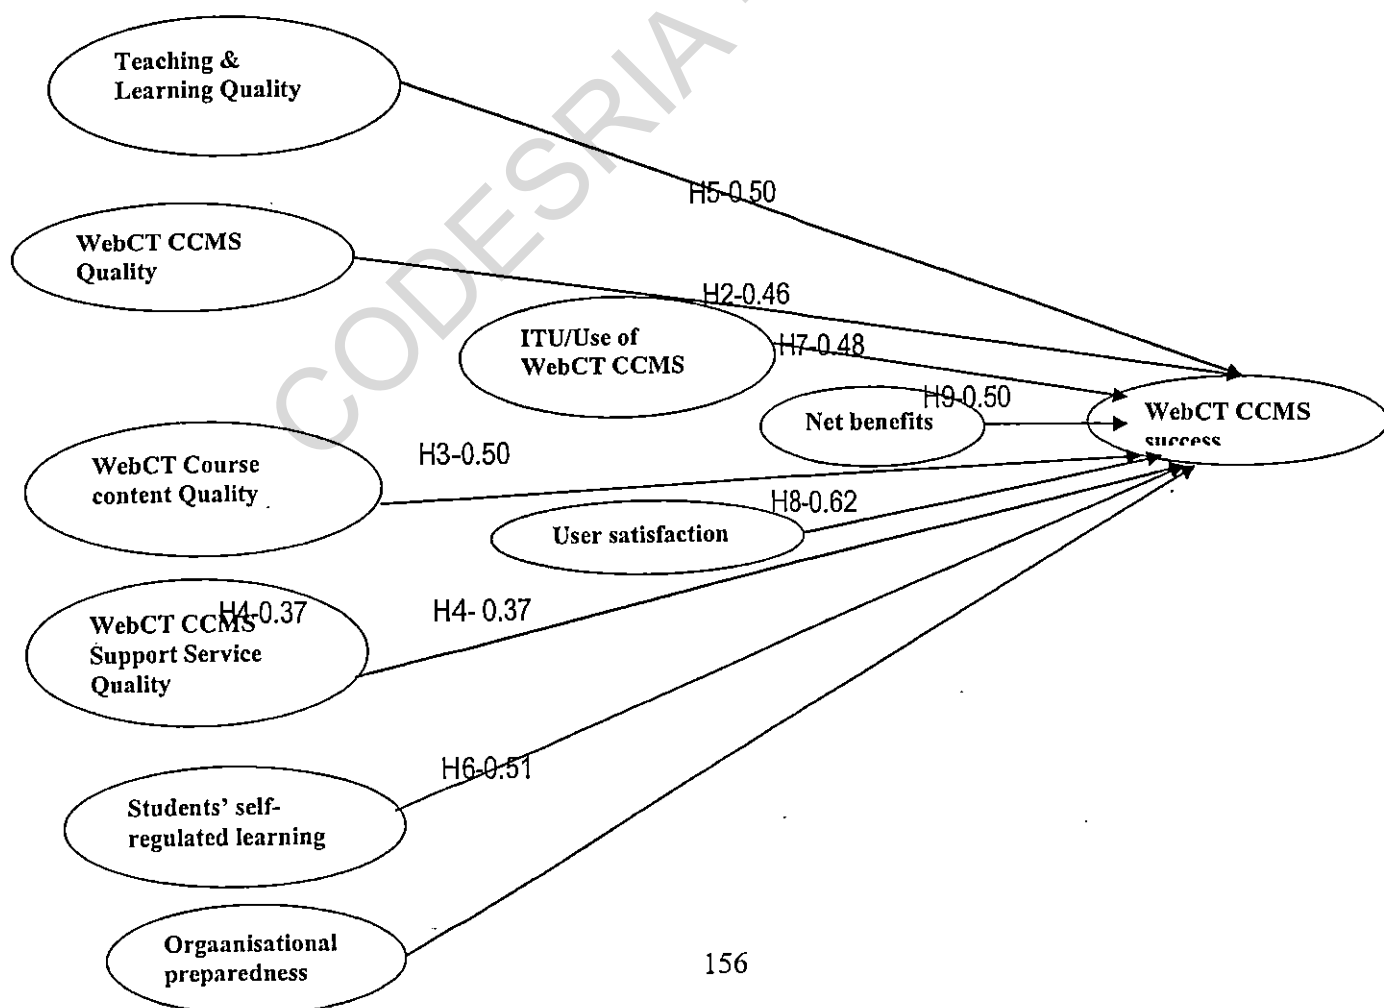 Teaching &
Learning Quality
H5-0.50
WebCT CCMS
Quality
H2-0.46
ITU/Use of
WebCT CCMS
H7-0.48
H9-0.50
Net benefits
WebCT CCMS
success
WebCT Course
content Quality
H3-0.50
H8-0.62
User satisfaction
H4-0.37
H4- 0.37
WebCT CCMS
Support Service
Quality
H6-0.51
Students' self-
regulated learning
Orgaanisational
preparedness
156
CODESRIA